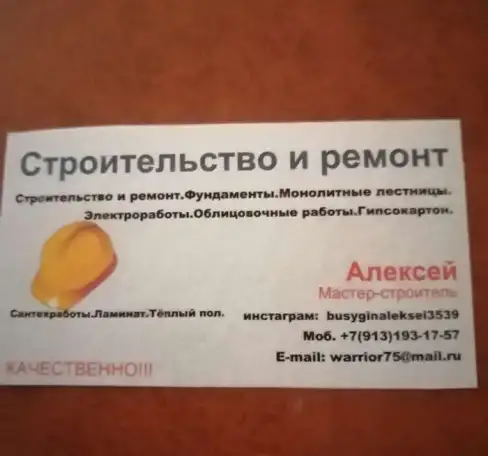 Строительство и ремонт
Строительство и ремонт.Фундаменты.Монолитные лестницы.
Электроработы.Облицовочные работы.Гипсокартон.
Алексей
Мастер-строитель
Сантехработы.Ламинат.Тёплый пол.
инстаграм: busyginaleksei3539
Моб. +7(913)193-17-57
E-mail: warrior75@mail.ru
КАЧЕСТВЕННО!!!